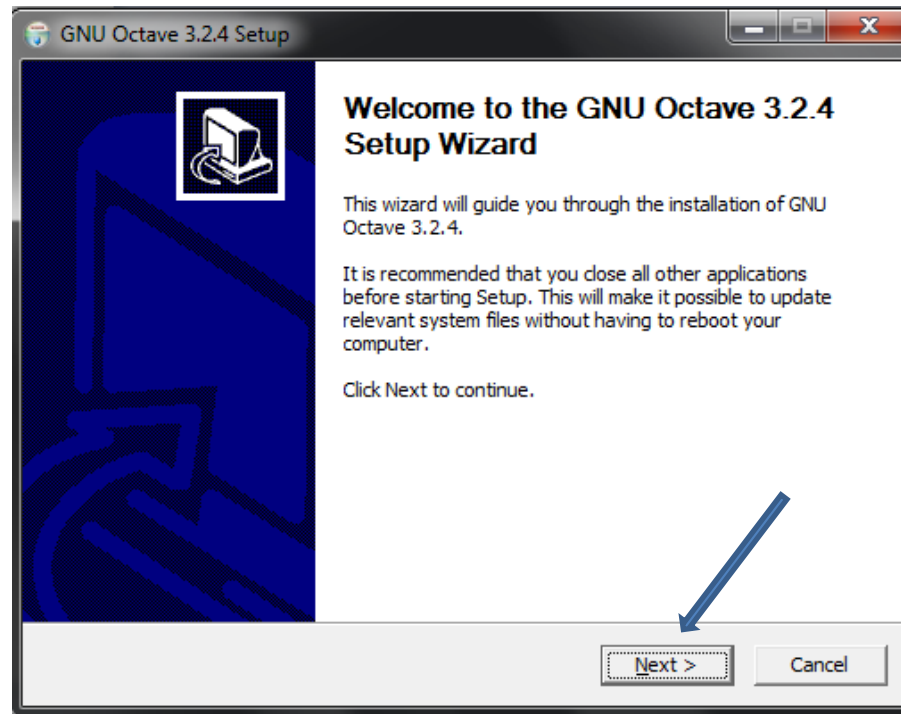 GNU Octave 3.2.4 Setup
Welcome to the GNU Octave 3.2.4
Setup Wizard
This wizard will guide you through the installation of GNU
Octave 3.2.4.
It is recommended that you close all other applications
before starting Setup. This will make it possible to update
relevant system files without having to reboot your
computer.
Click Next to continue.
Next >
Cancel